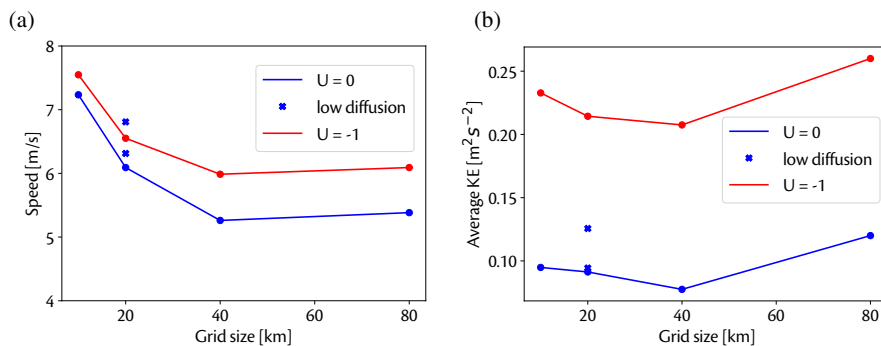 (a)
8
7
6
5
4
Speed [m/s]
20
40
60
80
Grid size [km]
U = 0
low diffusion
U = -1
(b)
0.25
0.20
0.15
0.10
Average KE [m²s⁻²]
20
40
60
80
Grid size [km]
U = 0
low diffusion
U = -1